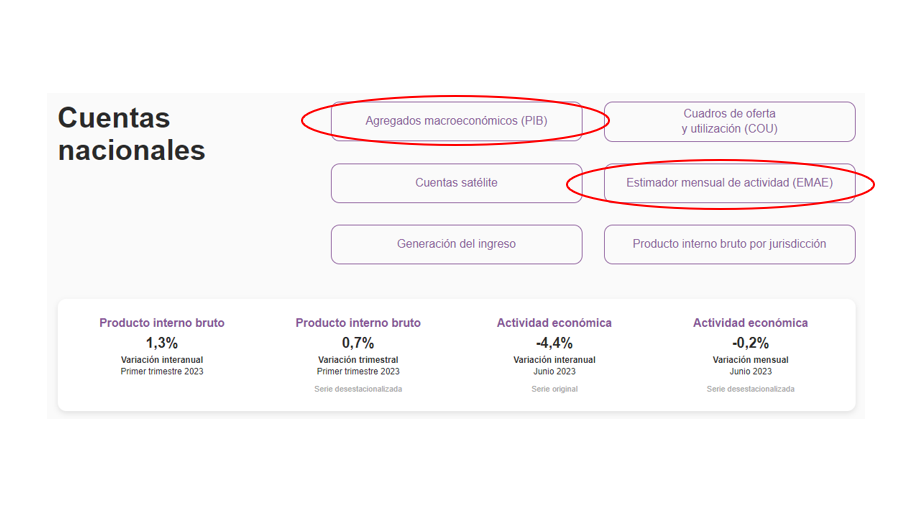 Cuentas
nacionales
Agregados macroeconómicos (PIB)
Cuadros de oferta
y utilización (COU)
Cuentas satélite
Estimador mensual de actividad (EMAE)
Generación del ingreso
Producto interno bruto por jurisdicción
Producto interno bruto
1,3%
Variación interanual
Primer trimestre 2023
Producto interno bruto
0,7%
Variación trimestral
Primer trimestre 2023
Serie desestacionalizada
Actividad económica
-4,4%
Variación interanual
Junio 2023
Serie original
Actividad económica
-0,2%
Variación mensual
Junio 2023
Serie desestacionalizada